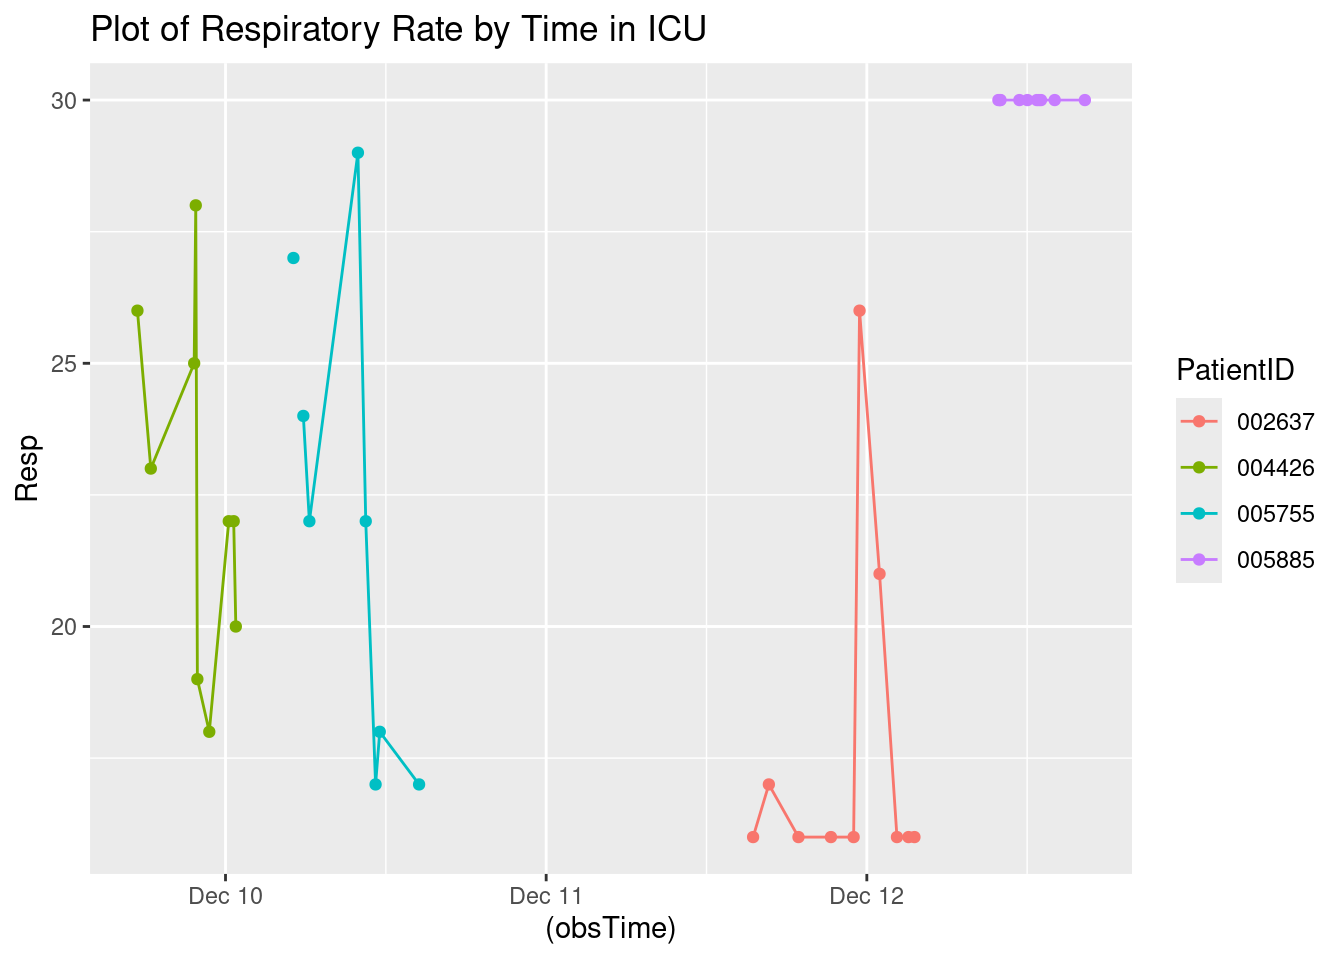 Plot of Respiratory Rate by Time in ICU
30
25
20
Resp
Dec 10
Dec 11
Dec 12
(obsTime)
PatientID
002637
004426
005755
005885